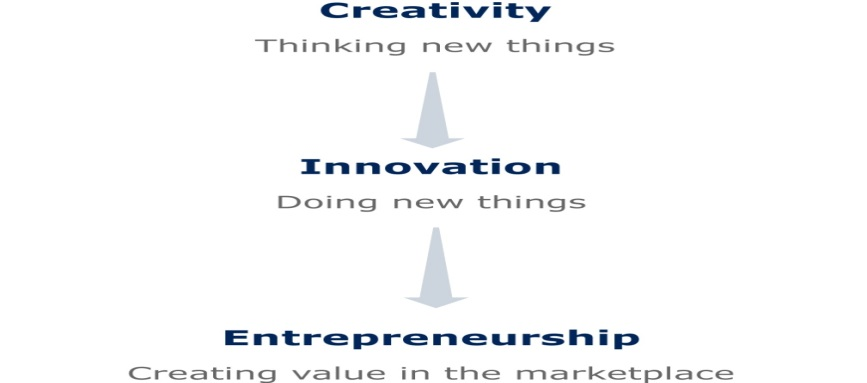 Creativity
Thinking new things
Innovation
Doing new things
Entrepreneurship
Creating value in the marketplace